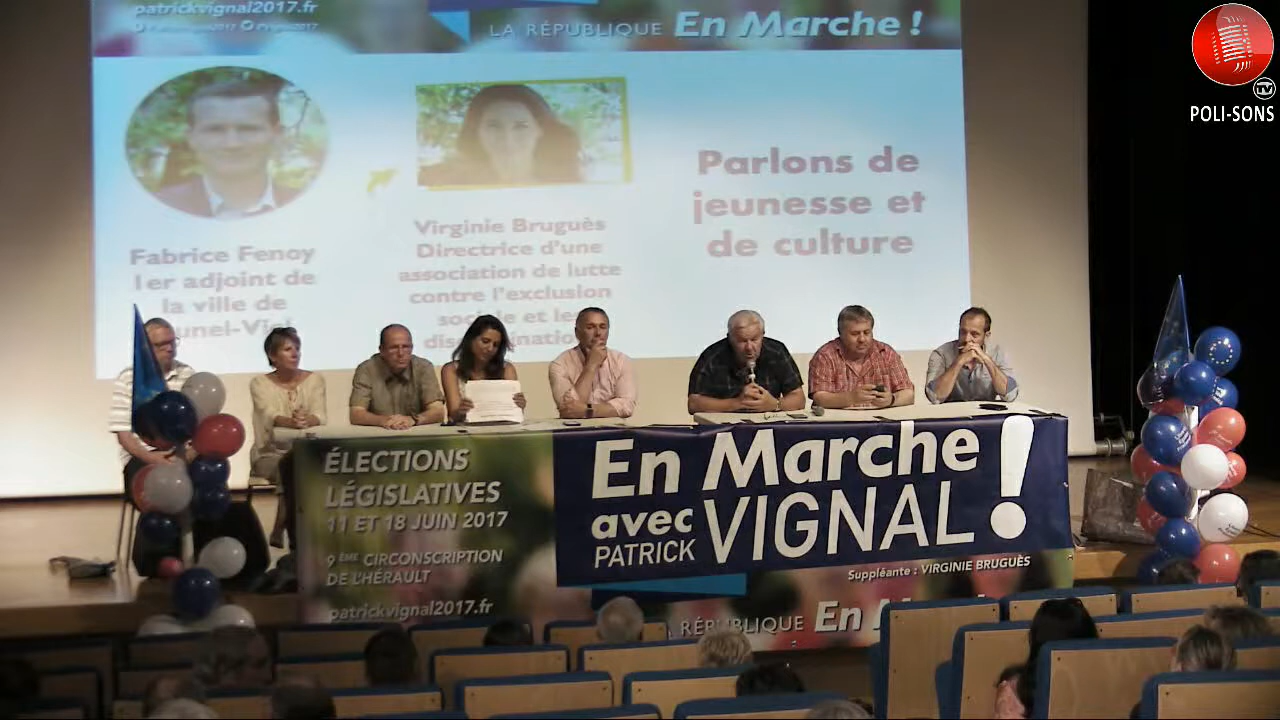 patrickvignal2017.fr
LA RÉPUBLIQUE En Marche !
POLI-SONS
TV
Fabrice Fenoy
1er adjoint de
la ville de
Virginie Bruguès
Directrice d'une
association de lutte
contre l'exclusion
Parlons de
jeunesse et
de culture
ÉLECTIONS
LÉGISLATIVES
11 ET 18 JUIN 2017
9 ÈME CIRCONSCRIPTION
DE L'HÉRAULT
patrickvignal2017.fr
En Marche !
avec
PATRICK VIGNAL
Suppléante : VIRGINIE BRUGUÈS
RÉPUBLIQUE En